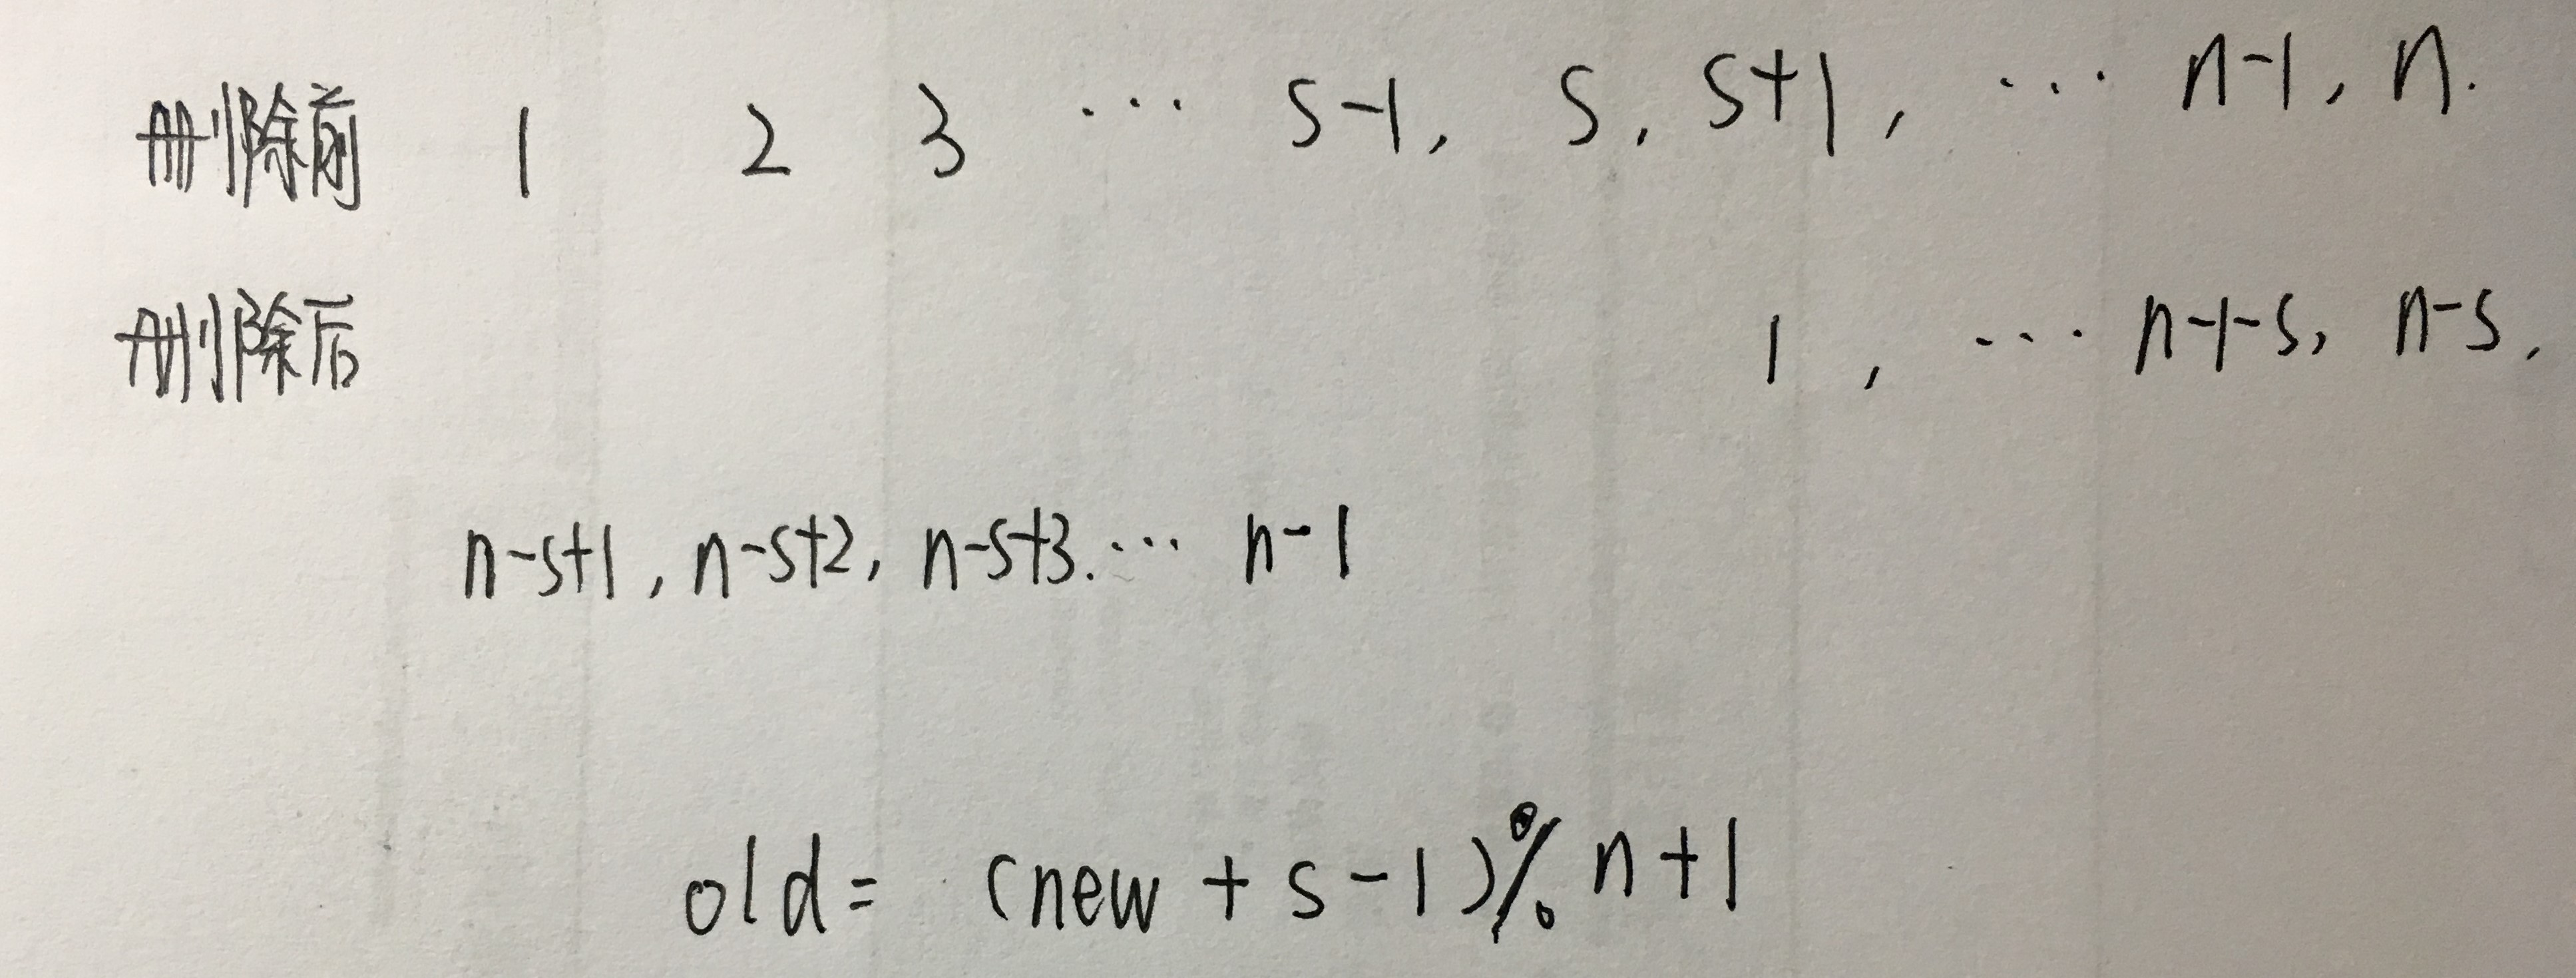 删除前 1 2 3 ... s-1, s, s+1, ... n-1, n.
删除后 1, ... n-1-s, n-s,
n-s+1, n-s+2, n-s+3. ... n-1
old = (new + s - 1) % n + 1